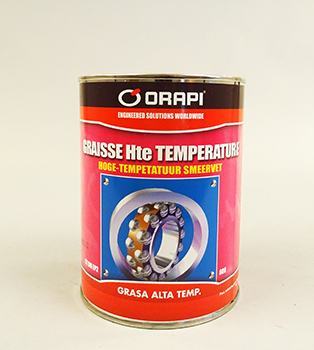 ORAPI
ENGINEERED SOLUTIONS WORLDWIDE
GRAISSE Hte TEMPERATURE
HOGE-TEMPETATUUR SMEERVET
GRASA ALTA TEMP.